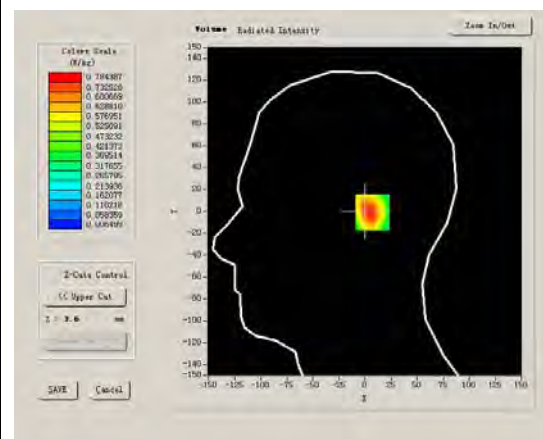 Volume Radiated Intensity
Zoom In/Out
Colors Scale
(W/kg)
0.784387
0.732528
0.680669
0.628810
0.576951
0.525091
0.473232
0.421372
0.369514
0.317655
0.265795
0.213936
0.162077
0.110218
0.058359
0.006499
150
140
120
100
80
60
40
20
0
-20
-40
-60
-80
-100
-120
-140
-150
Y
-150 -125 -100 -75 -50 -25 0 25 50 75 100 125 150
X
Z-Cuts Control
<< Upper Cut
Z : 3.6 mm
SAVE
Cancel